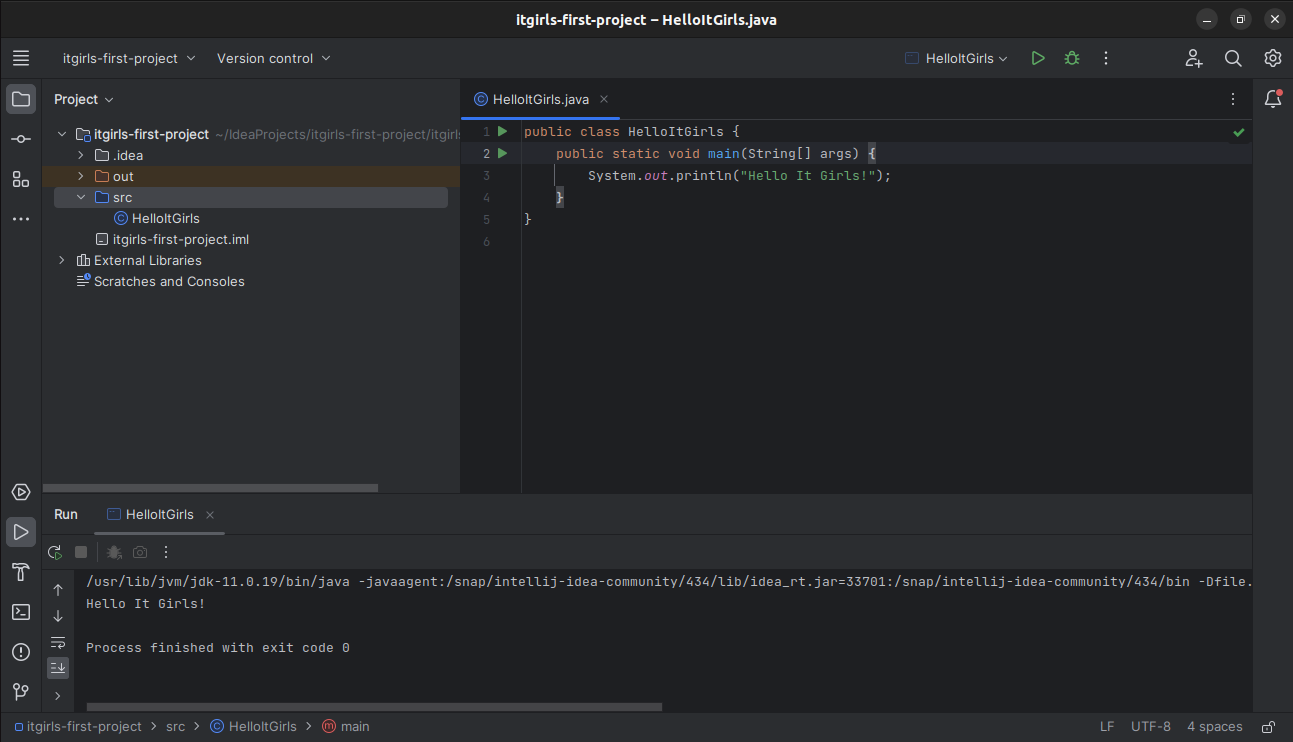 itgirls-first-project – HelloItGirls.java
itgirls-first-project
Version control
HelloItGirls
Project
HelloItGirls.java
itgirls-first-project ~/IdeaProjects/itgirls-first-project/itgirls
.idea
out
src
HelloItGirls
itgirls-first-project.iml
External Libraries
Scratches and Consoles
1 public class HelloItGirls {
2 public static void main(String[] args) {
3 System.out.println("Hello It Girls!");
4 }
5 }
6
Run
HelloItGirls
/usr/lib/jvm/jdk-11.0.19/bin/java -javaagent:/snap/intellij-idea-community/434/lib/idea_rt.jar=33701:/snap/intellij-idea-community/434/bin -Dfile.
Hello It Girls!
Process finished with exit code 0
itgirls-first-project > src > HelloItGirls > main
LF UTF-8 4 spaces